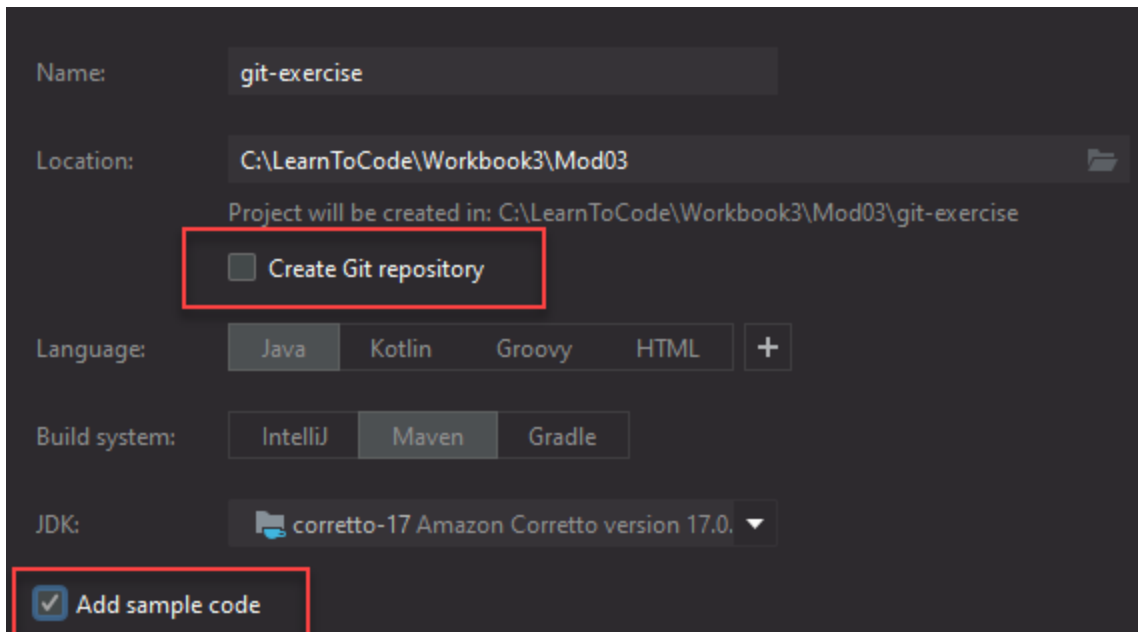 Name: git-exercise
Location: C:\LearnToCode\Workbook3\Mod03
Project will be created in: C:\LearnToCode\Workbook3\Mod03\git-exercise
Create Git repository
Language: Java Kotlin Groovy HTML +
Build system: IntelliJ Maven Gradle
JDK: corretto-17 Amazon Corretto version 17.0.
Add sample code